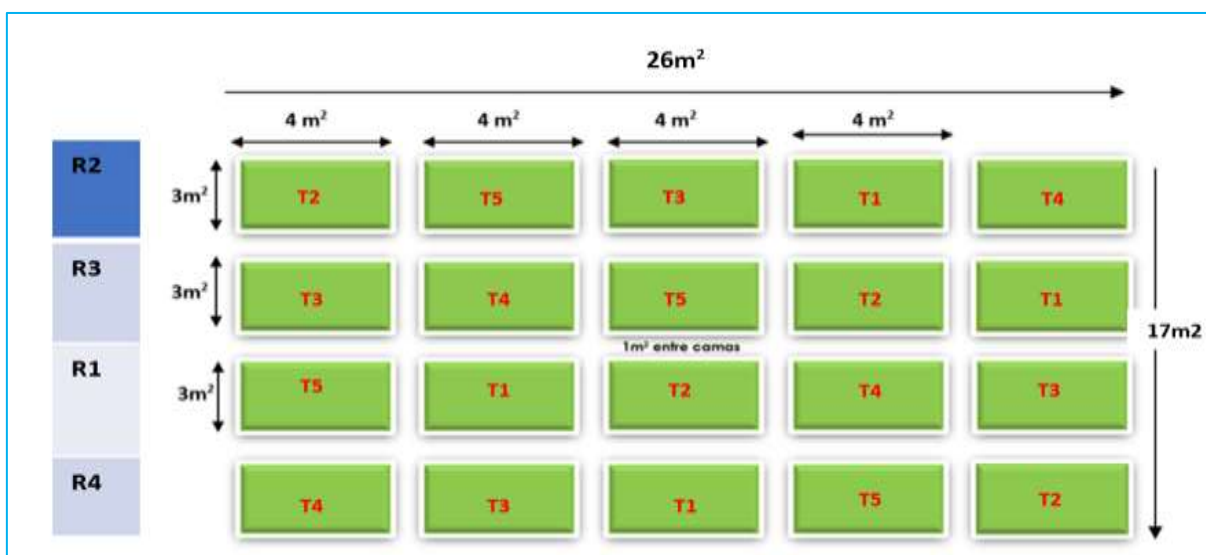 26m²
4 m² 4 m² 4 m² 4 m²
R2 3m² T2 T5 T3 T1 T4
R3 3m² T3 T4 T5 T2 T1
1m² entre camas
17m2
R1 3m² T5 T1 T2 T4 T3
R4 T4 T3 T1 T5 T2